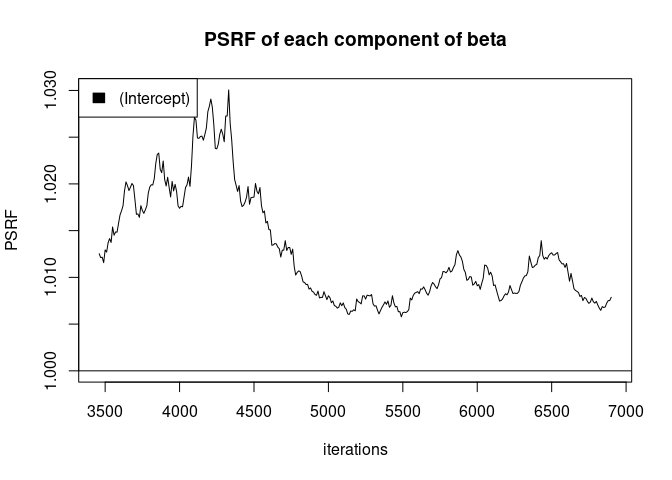 PSRF of each component of beta
(Intercept)
PSRF
1.030
1.020
1.010
1.000
3500 4000 4500 5000 5500 6000 6500 7000
iterations